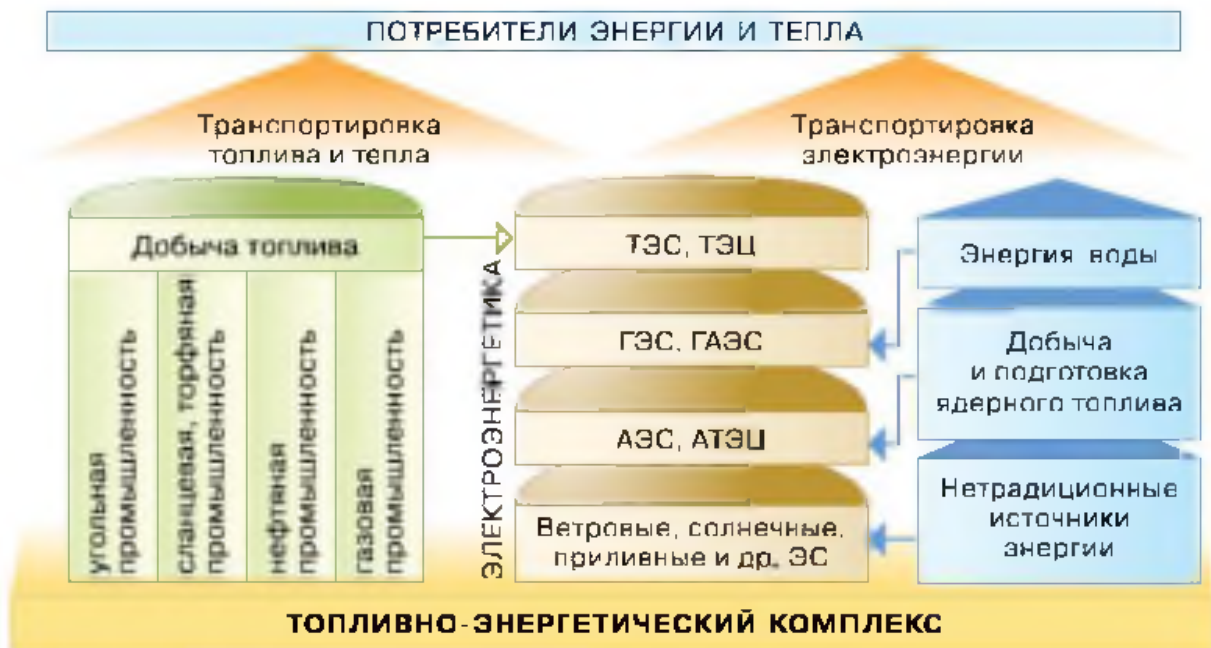 ПОТРЕБИТЕЛИ ЭНЕРГИИ И ТЕПЛА
Транспортировка
топлива и тепла
Транспортировка
электроэнергии
Добыча топлива
угольная
промышленность
сланцевая, торфяная
промышленность
нефтяная
промышленность
газовая
промышленность
ЭЛЕКТРОЭНЕРГЕТИКА
ТЭС, ТЭЦ
ГЭС, ГАЭС
АЭС, АТЭЦ
Ветровые, солнечные,
приливные и др. ЭС
Энергия воды
Добыча
и подготовка
ядерного топлива
Нетрадиционные
источники
энергии
ТОПЛИВНО-ЭНЕРГЕТИЧЕСКИЙ КОМПЛЕКС